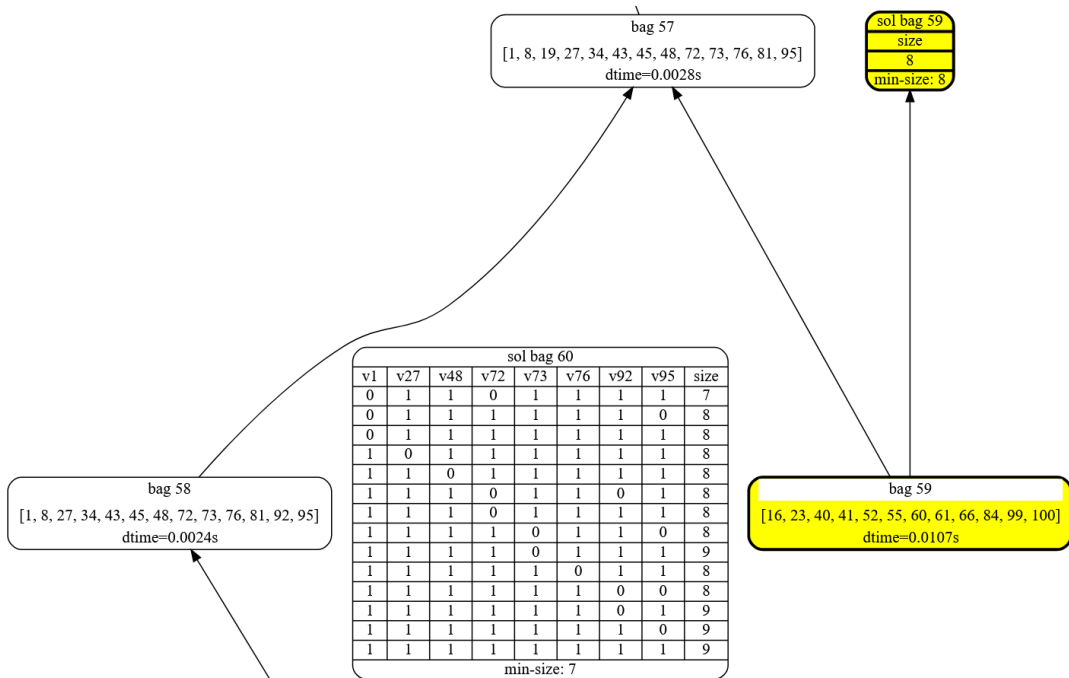 bag 57
[1, 8, 19, 27, 34, 43, 45, 48, 72, 73, 76, 81, 95]
dtime=0.0028s
sol bag 59
size
8
min-size: 8
sol bag 60
v1 v27 v48 v72 v73 v76 v92 v95 size
0 1 1 0 1 1 1 1 7
0 1 1 1 1 1 1 0 8
0 1 1 1 1 1 1 1 8
1 0 1 1 1 1 1 1 8
1 1 0 1 1 1 1 1 8
1 1 1 0 1 1 0 1 8
1 1 1 0 1 1 1 1 8
1 1 1 1 0 1 1 0 8
1 1 1 1 0 1 1 1 9
1 1 1 1 1 0 1 1 8
1 1 1 1 1 1 0 0 8
1 1 1 1 1 1 0 1 9
1 1 1 1 1 1 1 0 9
1 1 1 1 1 1 1 1 9
min-size: 7
bag 58
[1, 8, 27, 34, 43, 45, 48, 72, 73, 76, 81, 92, 95]
dtime=0.0024s
bag 59
[16, 23, 40, 41, 52, 55, 60, 61, 66, 84, 99, 100]
dtime=0.0107s